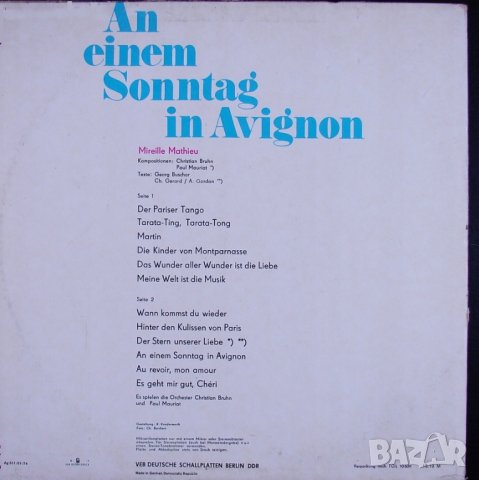 An
einem
Sonntag
in Avignon
Mireille Mathieu
Kompositionen: Christian Bruhn
Paul Mauriat *)
Texte: Georg Buschor
Ch. Gerard / A. Gordan **)
Seite 1
Der Pariser Tango
Tarata-Ting, Tarata-Tong
Martin
Die Kinder von Montparnasse
Das Wunder aller Wunder ist die Liebe
Meine Welt ist die Musik
Seite 2
Wann kommst du wieder
Hinter den Kulissen von Paris
Der Stern unserer Liebe *) **)
An einem Sonntag in Avignon
Au revoir, mon amour
Es geht mir gut, Chéri
Es spielen die Orchester Christian Bruhn
und Paul Mauriat
VEB DEUTSCHE SCHALLPLATTEN BERLIN DDR
Made in German Democratic Republic
BAZAR